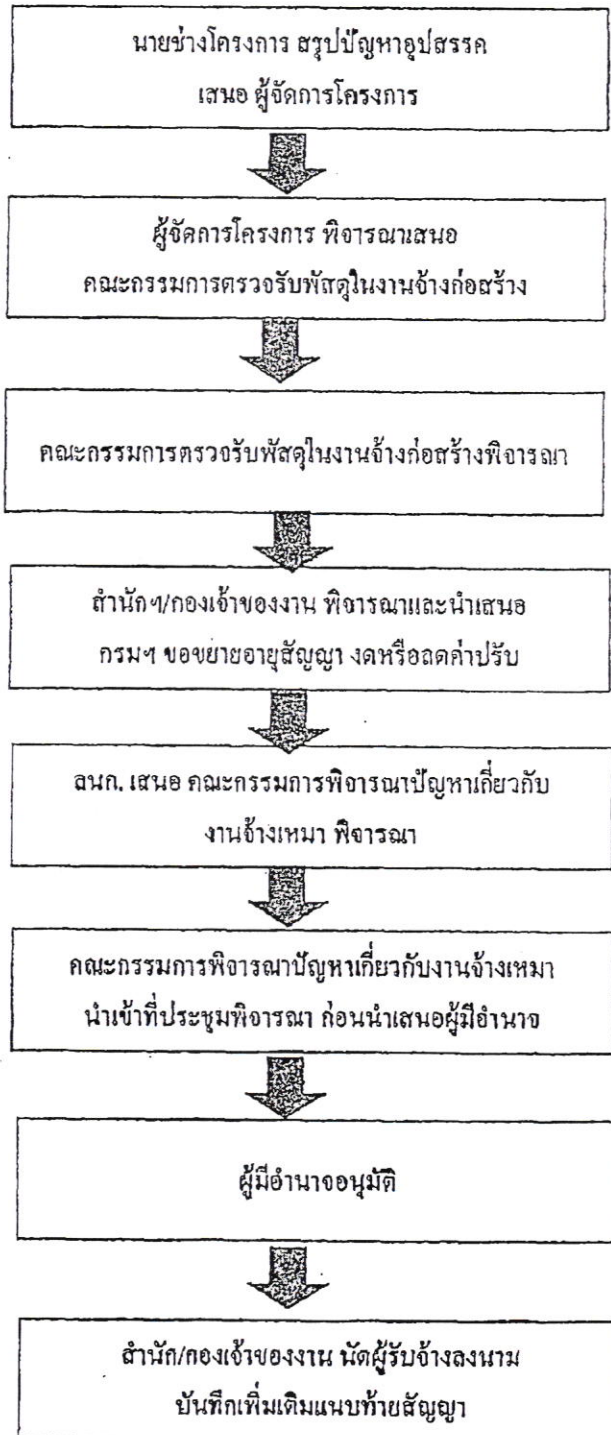 นายช่างโครงการ สรุปปัญหาอุปสรรค
เสนอ ผู้จัดการโครงการ
ผู้จัดการโครงการ พิจารณาเสนอ
คณะกรรมการตรวจรับพัสดุในงานจ้างก่อสร้าง
คณะกรรมการตรวจรับพัสดุในงานจ้างก่อสร้างพิจารณา
สำนักฯ/กองเจ้าของงาน พิจารณาและนำเสนอ
กรมฯ ขอขยายอายุสัญญา งดหรือลดค่าปรับ
ลนก. เสนอ คณะกรรมการพิจารณาปัญหาเกี่ยวกับ
งานจ้างเหมา พิจารณา
คณะกรรมการพิจารณาปัญหาเกี่ยวกับงานจ้างเหมา
นำเข้าที่ประชุมพิจารณา ก่อนนำเสนอผู้มีอำนาจ
ผู้มีอำนาจอนุมัติ
สำนัก/กองเจ้าของงาน นัดผู้รับจ้างลงนาม
บันทึกเพิ่มเติมแนบท้ายสัญญา